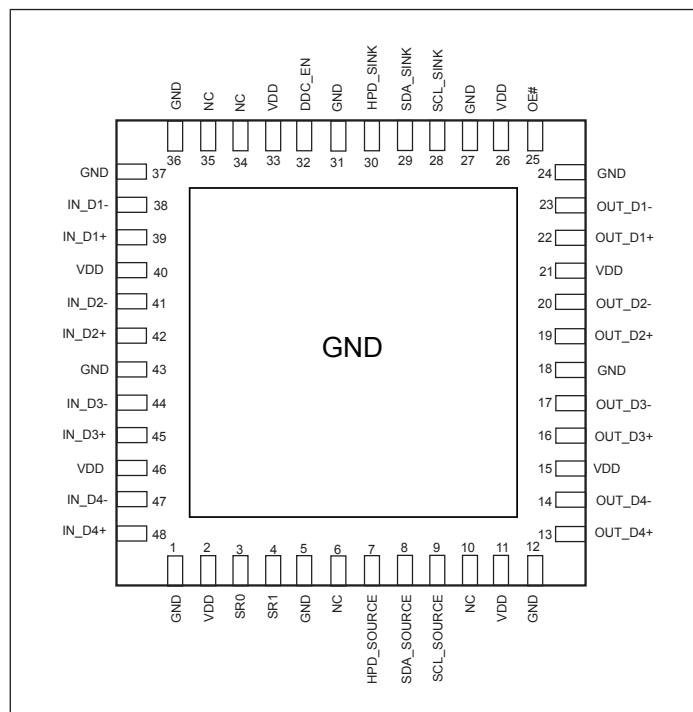 GND
NC
NC
VDD
DDC_EN
GND
HPD_SINK
SDA_SINK
SCL_SINK
GND
VDD
OE#
36
35
34
33
32
31
30
29
28
27
26
25
GND 37
IN_D1- 38
IN_D1+ 39
VDD 40
IN_D2- 41
IN_D2+ 42
GND 43
IN_D3- 44
IN_D3+ 45
VDD 46
IN_D4- 47
IN_D4+ 48
GND
24 GND
23 OUT_D1-
22 OUT_D1+
21 VDD
20 OUT_D2-
19 OUT_D2+
18 GND
17 OUT_D3-
16 OUT_D3+
15 VDD
14 OUT_D4-
13 OUT_D4+
1
2
3
4
5
6
7
8
9
10
11
12
GND
VDD
SR0
SR1
GND
NC
HPD_SOURCE
SDA_SOURCE
SCL_SOURCE
NC
VDD
GND